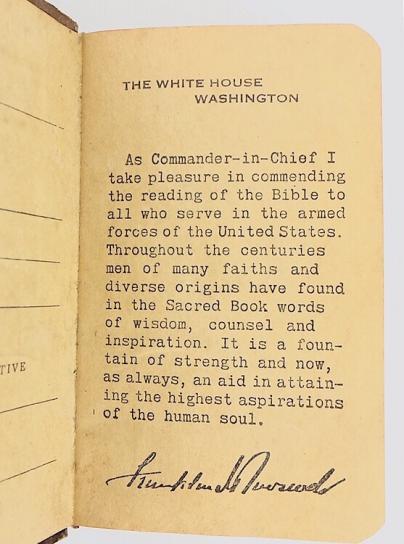 THE WHITE HOUSE
WASHINGTON
As Commander-in-Chief I
take pleasure in commending
the reading of the Bible to
all who serve in the armed
forces of the United States.
Throughout the centuries
men of many faiths and
diverse origins have found
in the Sacred Book words
of wisdom, counsel and
inspiration. It is a foun-
tain of strength and now,
as always, an aid in attain-
ing the highest aspirations
of the human soul.
Franklin D Roosevelt
TIVE